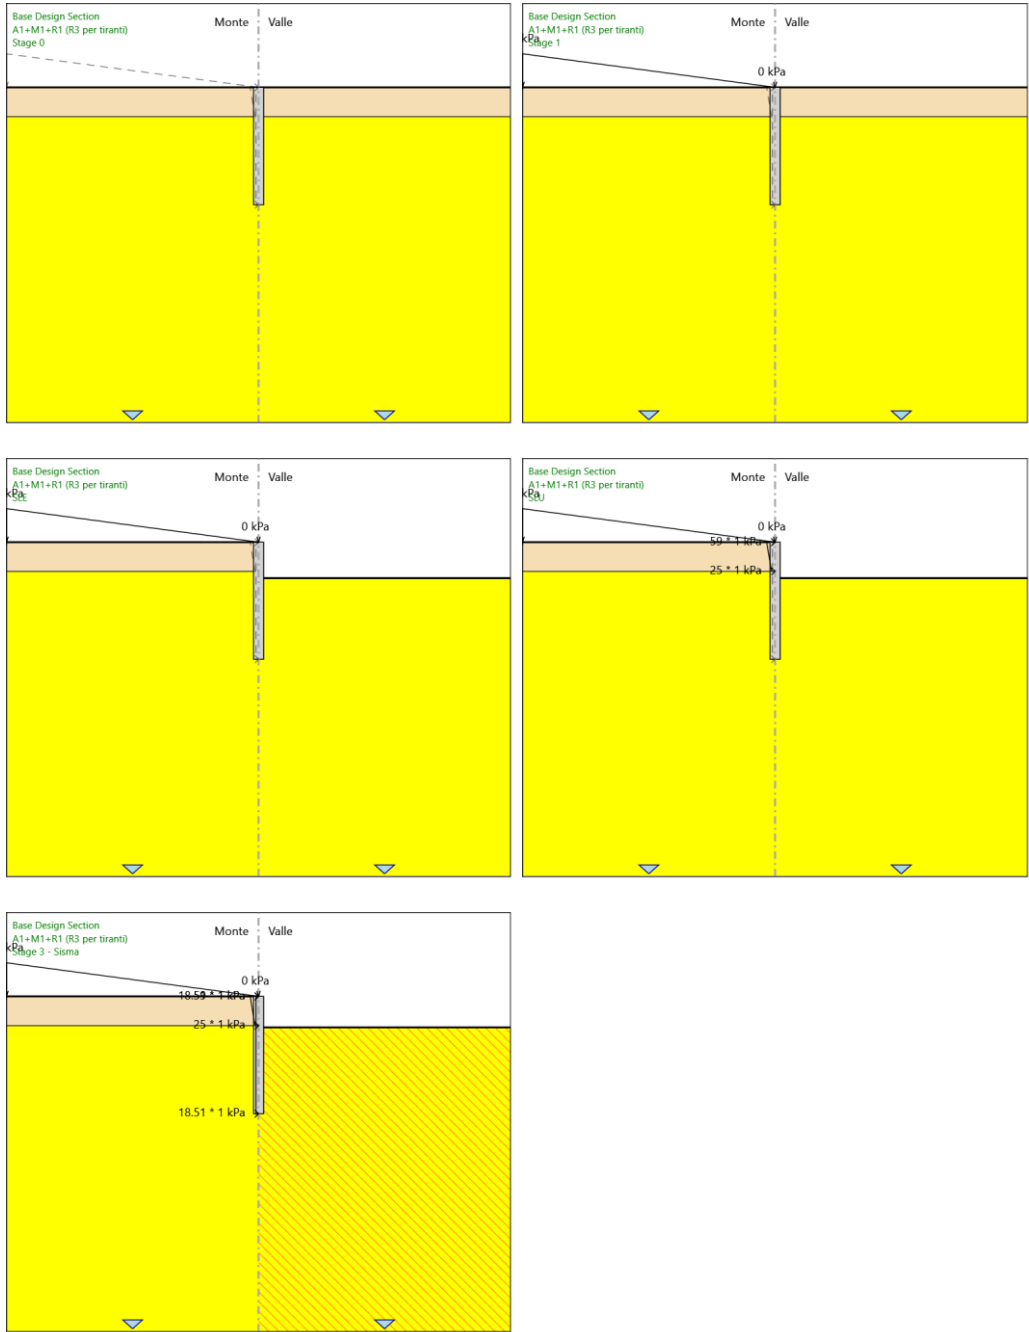 Base Design Section
A1+M1+R1 (R3 per tiranti)
Stage 0
Monte
Valle
Base Design Section
A1+M1+R1 (R3 per tiranti)
kPa
Stage 1
Monte
Valle
0 kPa
Base Design Section
A1+M1+R1 (R3 per tiranti)
kPa
SLE
Monte
Valle
0 kPa
Base Design Section
A1+M1+R1 (R3 per tiranti)
kPa
SLU
Monte
Valle
0 kPa
59 * 1 kPa
25 * 1 kPa
Base Design Section
A1+M1+R1 (R3 per tiranti)
kPa
Stage 3 - Sisma
Monte
Valle
0 kPa
* 1 kPa
25 * 1 kPa
18.51 * 1 kPa